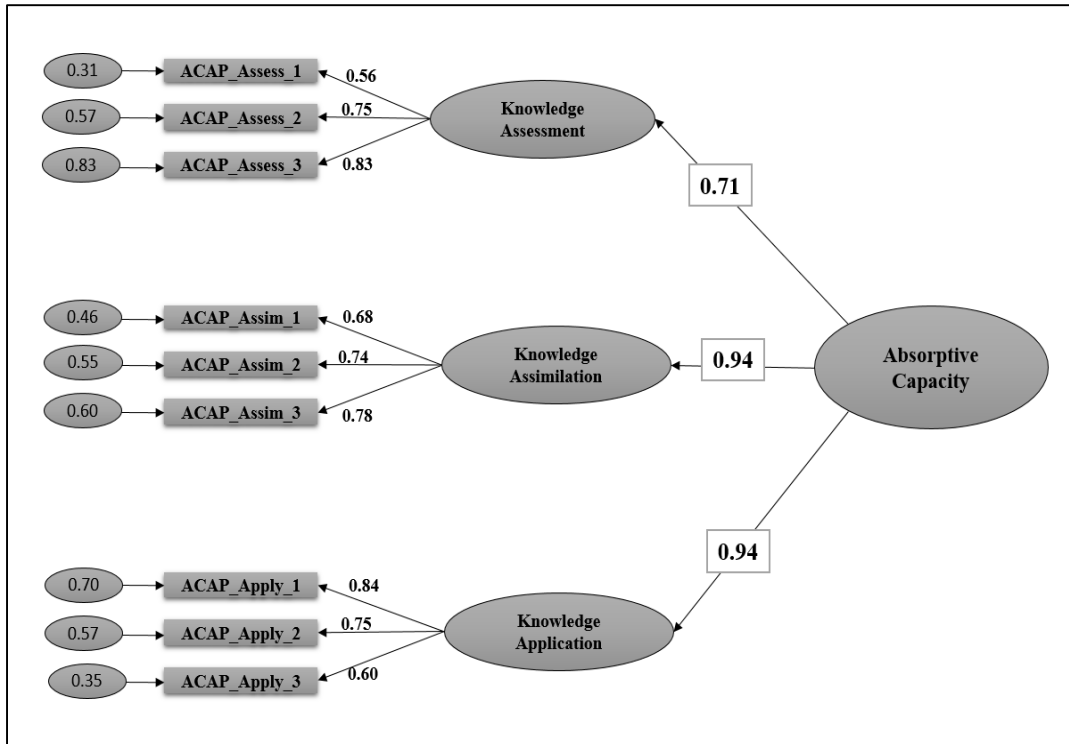 0.31
ACAP_Assess_1
0.56
0.57
ACAP_Assess_2
0.75
0.83
ACAP_Assess_3
0.83
Knowledge
Assessment
0.71
0.46
ACAP_Assim_1
0.68
0.55
ACAP_Assim_2
0.74
0.60
ACAP_Assim_3
0.78
Knowledge
Assimilation
0.94
Absorptive
Capacity
0.94
0.70
ACAP_Apply_1
0.84
0.57
ACAP_Apply_2
0.75
0.35
ACAP_Apply_3
0.60
Knowledge
Application